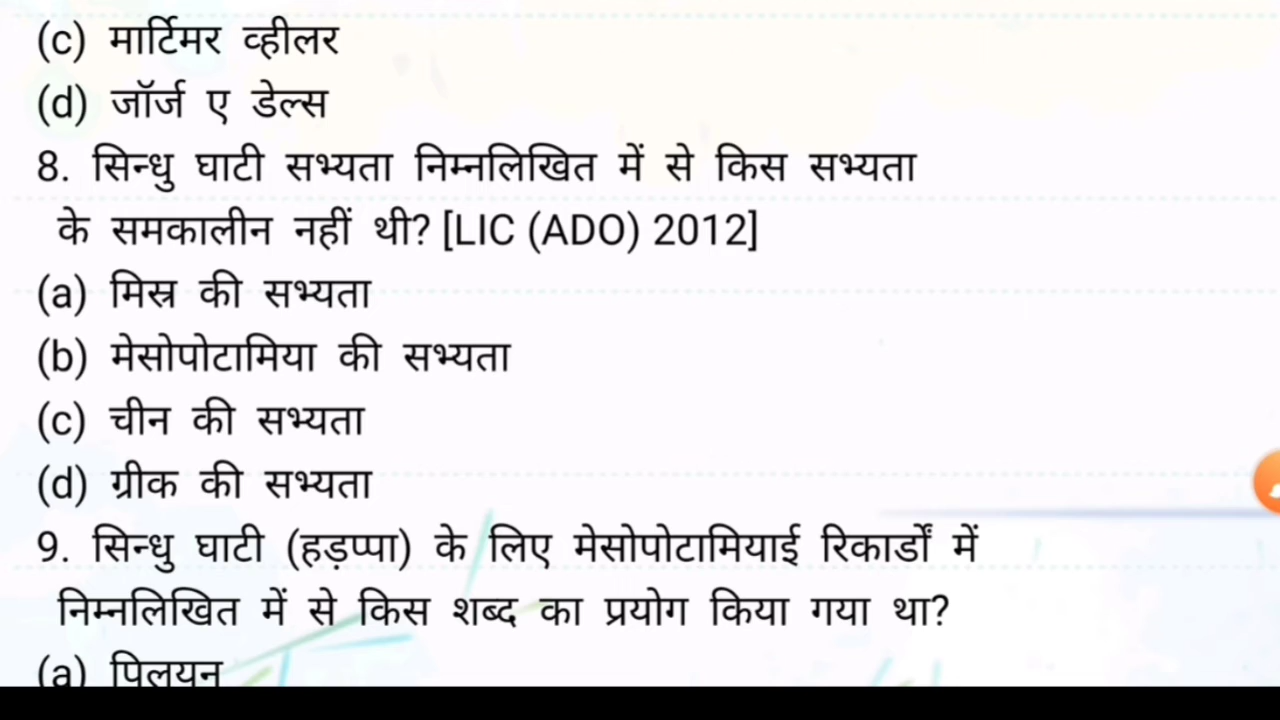 (c) मार्टिमर व्हीलर
(d) जॉर्ज ए डेल्स
8. सिन्धु घाटी सभ्यता निम्नलिखित में से किस सभ्यता
के समकालीन नहीं थी? [LIC (ADO) 2012]
(a) मिस्र की सभ्यता
(b) मेसोपोटामिया की सभ्यता
(c) चीन की सभ्यता
(d) ग्रीक की सभ्यता
9. सिन्धु घाटी (हड़प्पा) के लिए मेसोपोटामियाई रिकार्डों में
निम्नलिखित में से किस शब्द का प्रयोग किया गया था?
(a) पिलयन